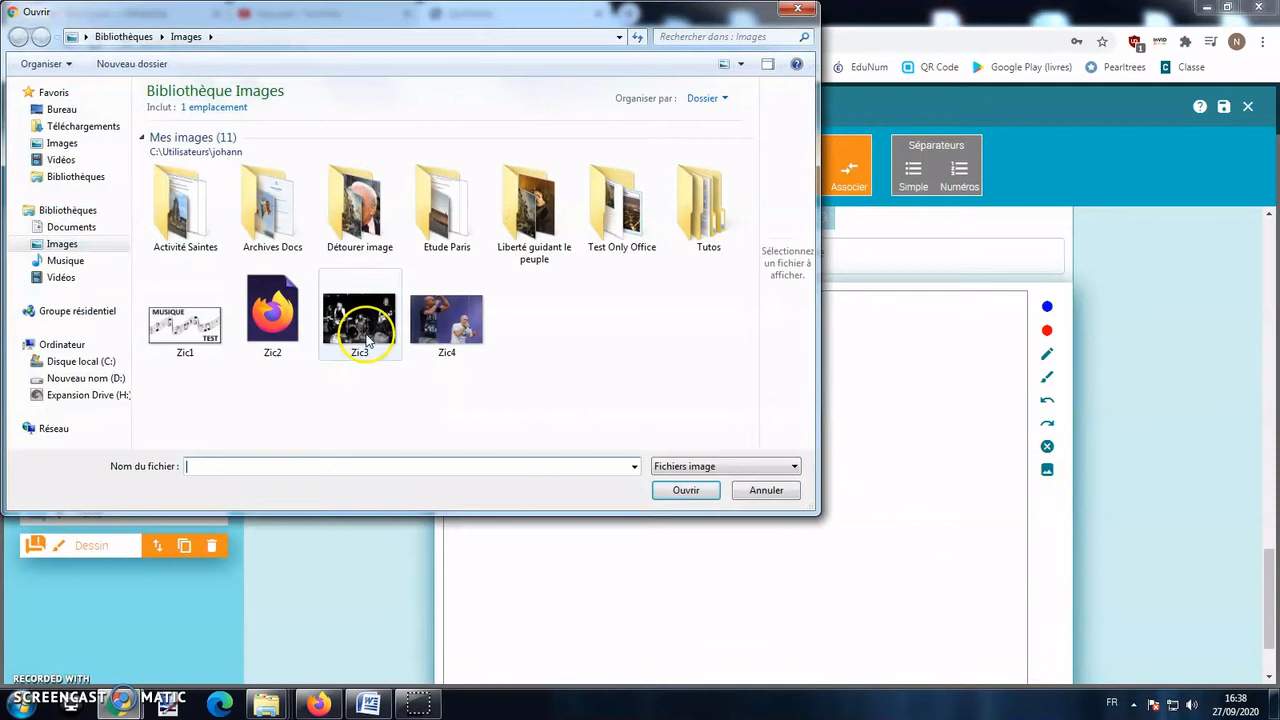 Ouvrir
Bibliothèques Images
Rechercher dans : Images
Organiser Nouveau dossier
EduNum QR Code Google Play (livres) Pearltrees Classe
N
Favoris
Bureau
Téléchargements
Images
Vidéos
Bibliothèques
Bibliothèques
Documents
Images
Musique
Vidéos
Groupe résidentiel
Ordinateur
Disque local (C:)
Nouveau nom (D:)
Expansion Drive (H:)
Réseau
Bibliothèque Images
Inclut : 1 emplacement
Organiser par : Dossier
Mes images (11)
C:\Utilisateurs\johann
Activité Saintes
Archives Docs
Détourer image
Etude Paris
Liberté guidant le peuple
Test Only Office
Tutos
MUSIQUE
TEST
Zic1
Zic2
Zic3
Zic4
Sélectionnez
un fichier à
afficher.
Nom du fichier :
Fichiers image
Ouvrir
Annuler
Associer
Séparateurs
Simple
Numéros
Dessin
RECORDED WITH
SCREENCAST MATIC
FR
16:38
27/09/2020